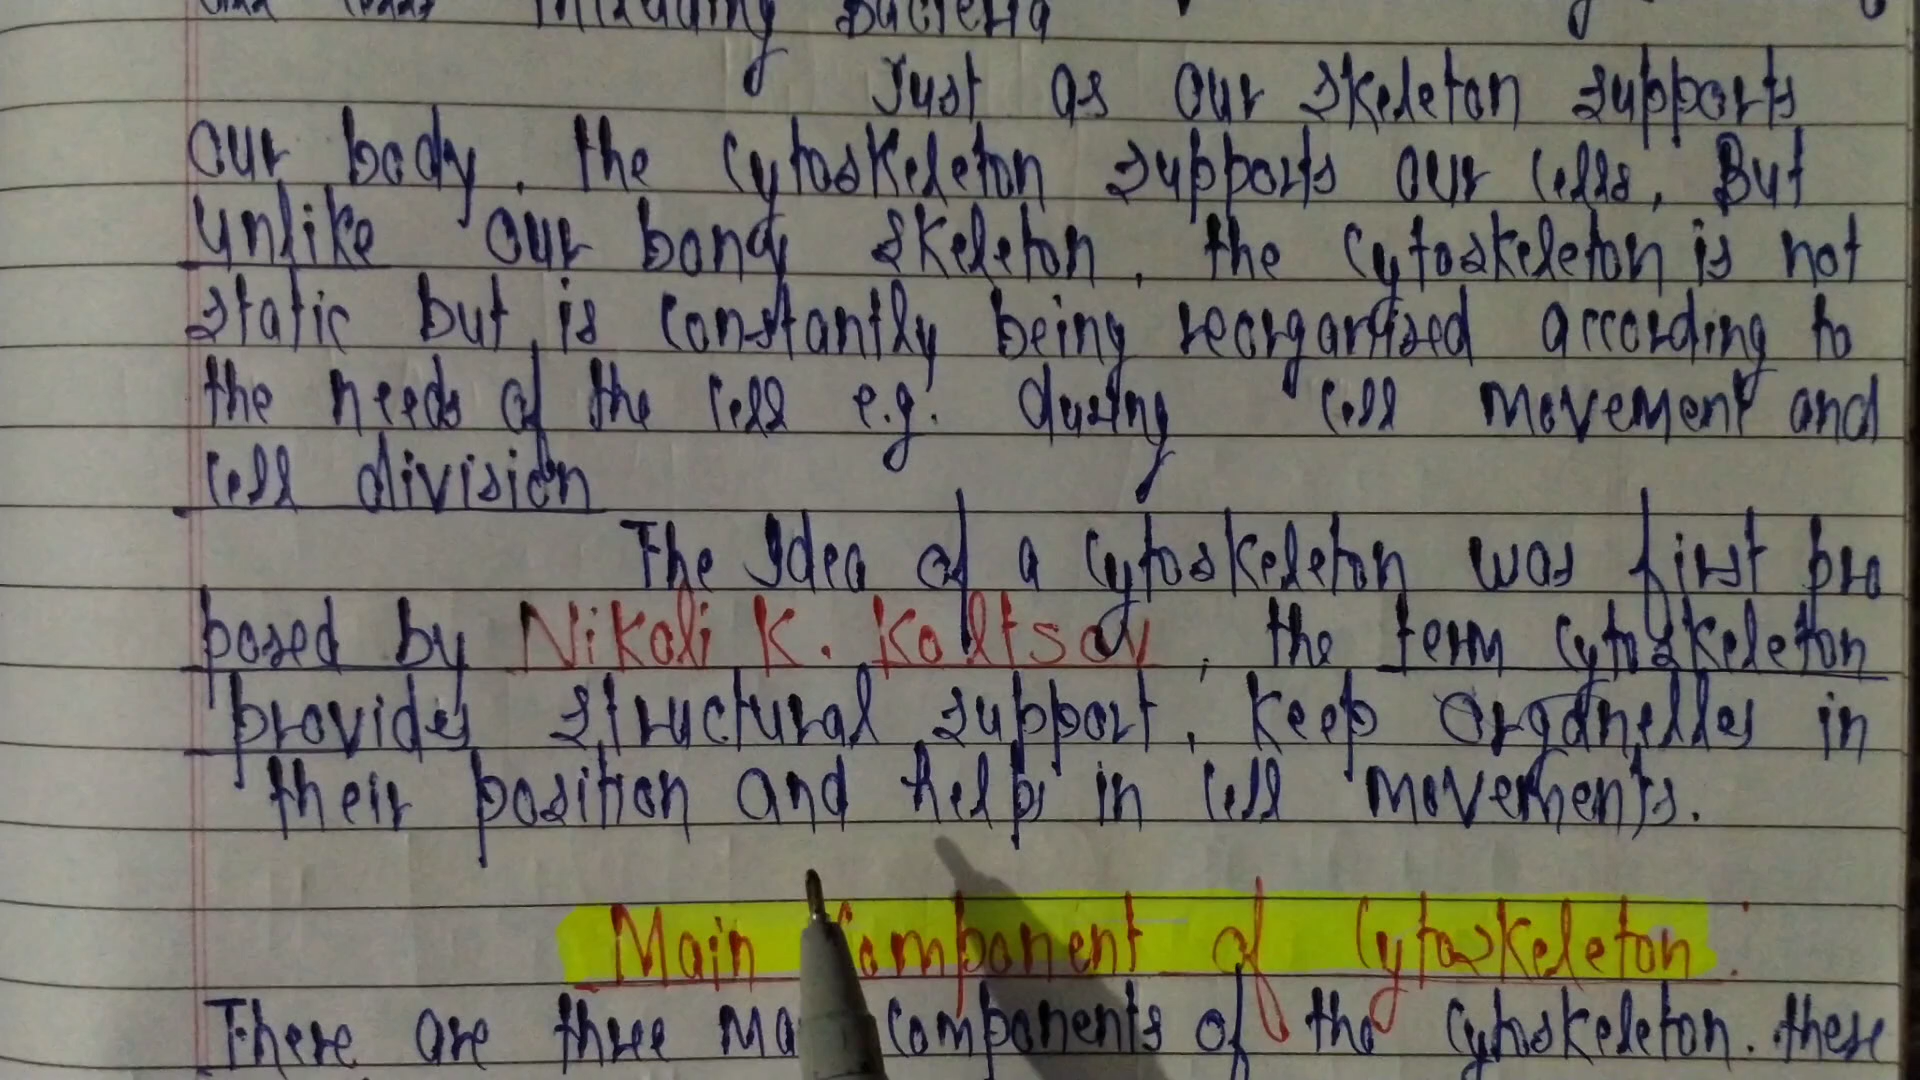 including bacteria
Just as our skeleton supports
our body, the cytoskeleton supports our cells. But
unlike our bony skeleton, the cytoskeleton is not
static but is constantly being reorganised according to
the needs of the cell e.g. during cell movement and
cell division
The Idea of a cytoskeleton was first pro
posed by Nikoli K. Koltsov, the term cytoskeleton
provides structural support, keep organelles in
their position and helps in cell movements.
Main Component of Cytoskeleton :
There are three components of the cytoskeleton. these